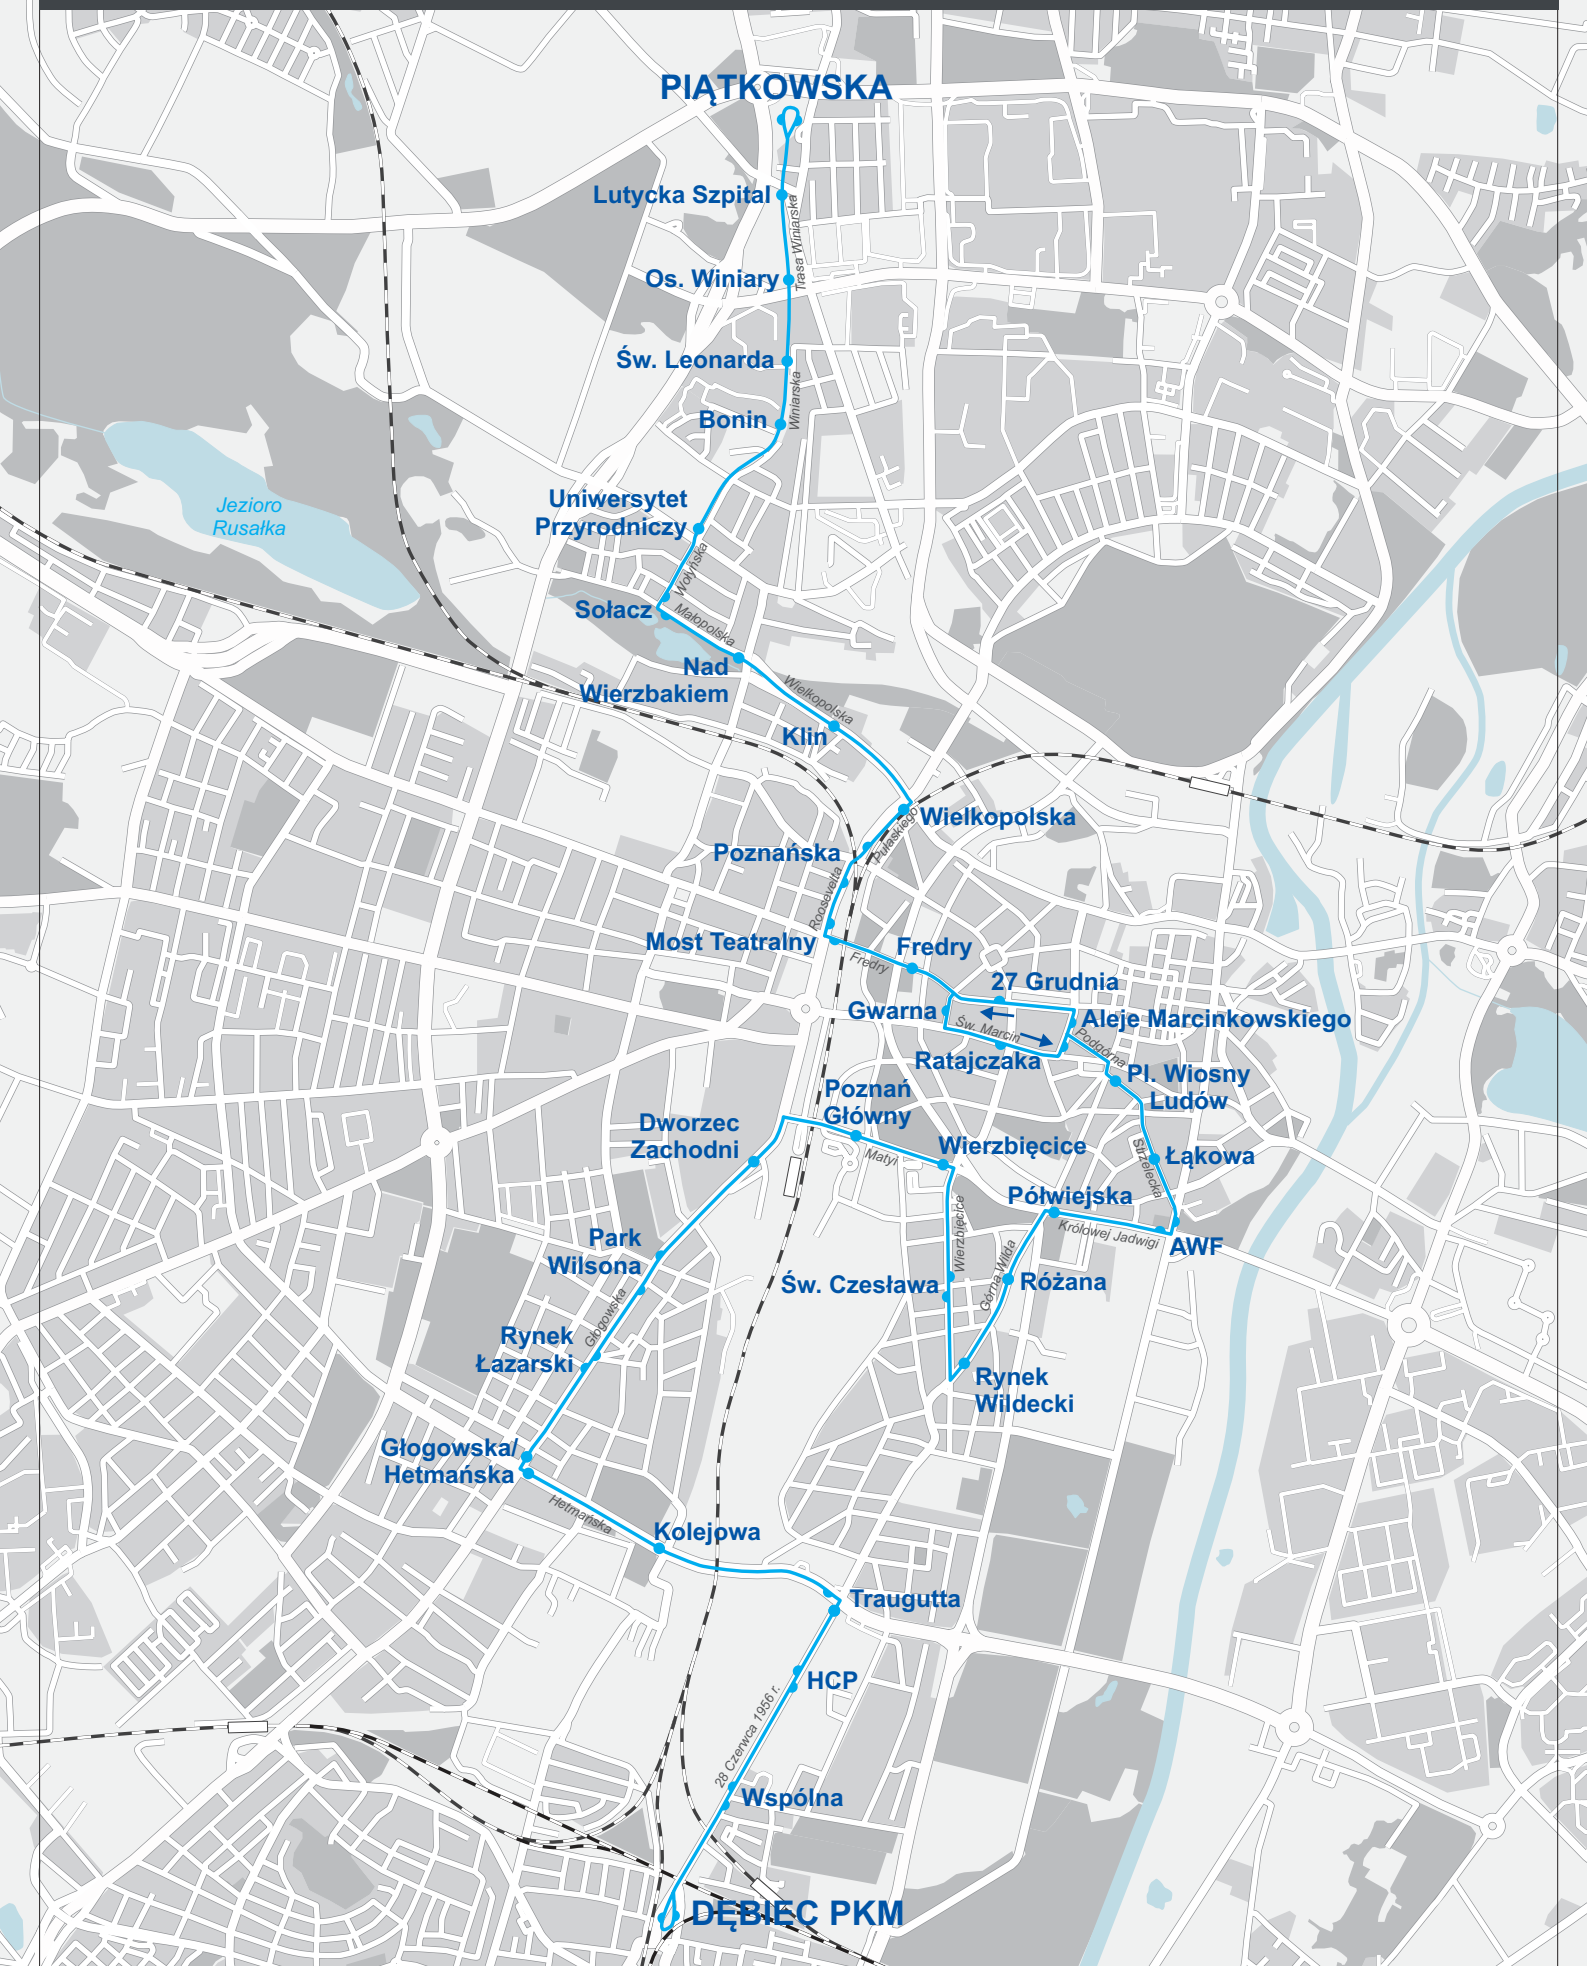 PIĄTKOWSKA
Lutycka Szpital
Trasa Winiarska
Os. Winiary
Św. Leonarda
Winiarska
Bonin
Jezioro
Rusałka
Uniwersytet
Przyrodniczy
Wołyńska
Sołacz
Małopolska
Nad
Wierzbakiem
Wielkopolska
Klin
Wielkopolska
Pułaskiego
Poznańska
Roosevelta
Most Teatralny
Fredry
Fredry
27 Grudnia
Gwarna
Św. Marcin
Aleje Marcinkowskiego
Podgórna
Ratajczaka
Pl. Wiosny
Ludów
Poznań
Główny
Dworzec
Zachodni
Matyi
Wierzbięcice
Strzelecka
Łąkowa
Półwiejska
Królowej Jadwigi
AWF
Wierzbięcice
Park
Wilsona
Górna Wilda
Św. Czesława
Różana
Głogowska
Rynek
Łazarski
Rynek
Wildecki
Głogowska/
Hetmańska
Hetmańska
Kolejowa
Traugutta
HCP
28 Czerwca 1956 r.
Wspólna
DĘBIEC PKM